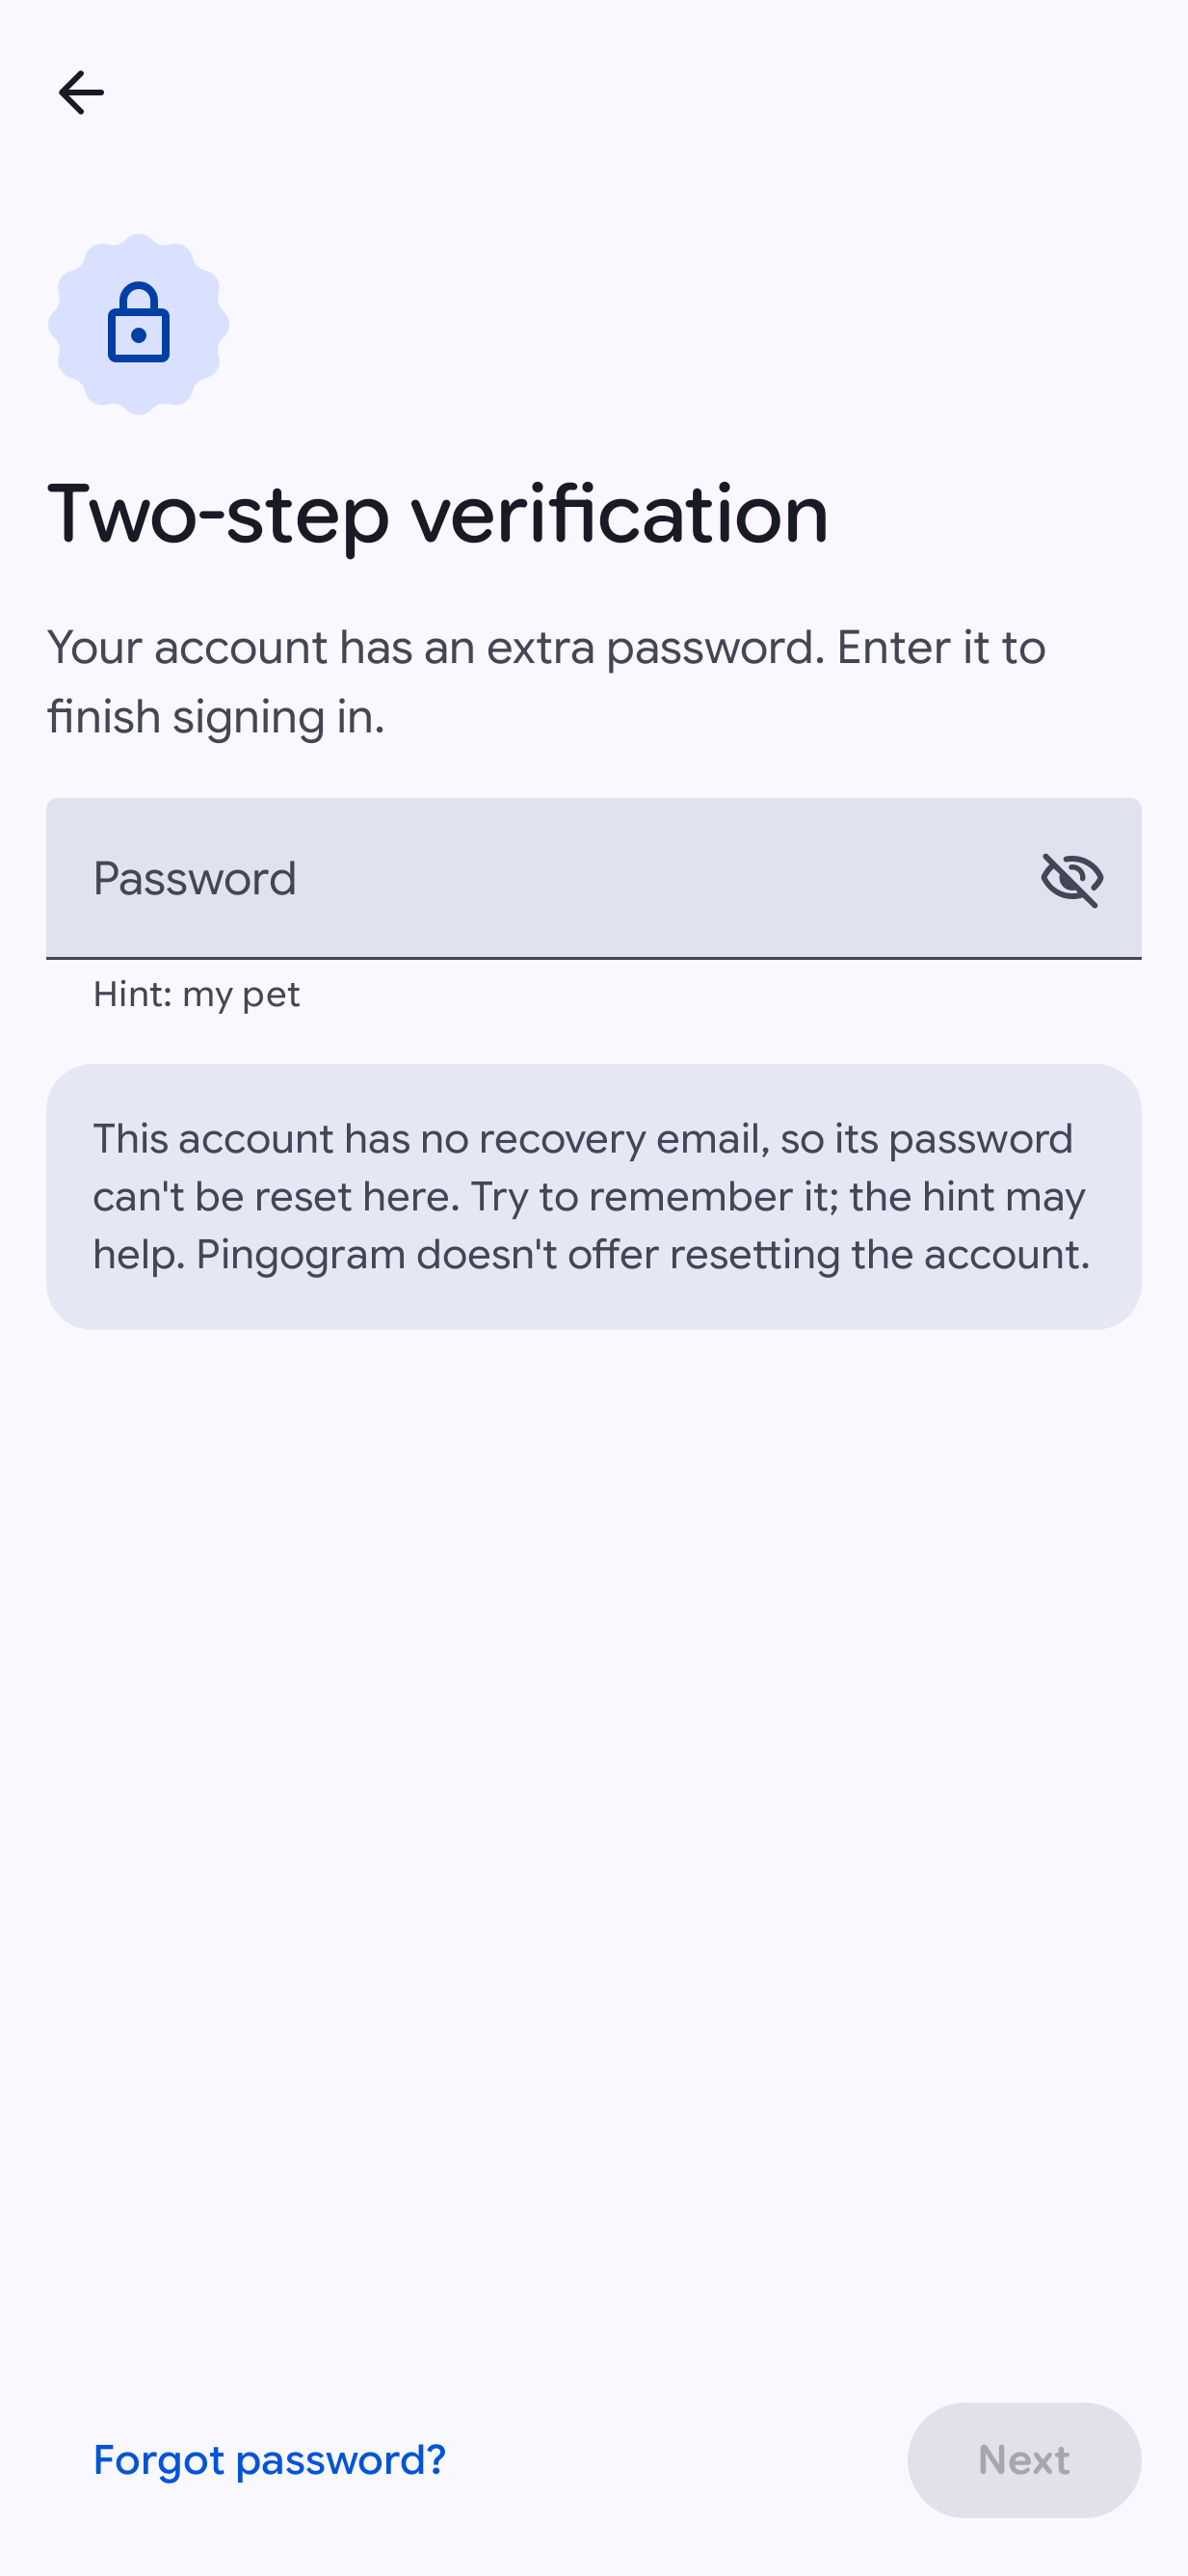 Two-step verification
Your account has an extra password. Enter it to
finish signing in.
Password
Hint: my pet
This account has no recovery email, so its password
can't be reset here. Try to remember it; the hint may
help. Pingogram doesn't offer resetting the account.
Forgot password?
Next